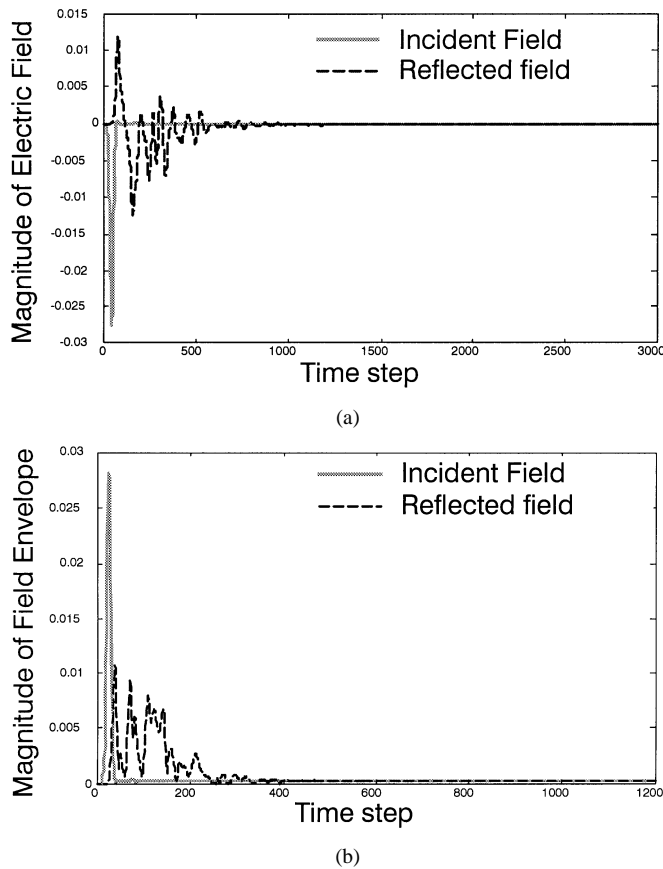 0.015
0.01
0.005
0
-0.005
-0.01
-0.015
-0.02
-0.025
-0.03
Magnitude of Electric Field
Incident Field
Reflected field
0 500 1000 1500 2000 2500 3000
Time step
(a)
0.03
0.025
0.02
0.015
0.01
0.005
0
Magnitude of Field Envelope
Incident Field
Reflected field
0 200 400 600 800 1000 1200
Time step
(b)